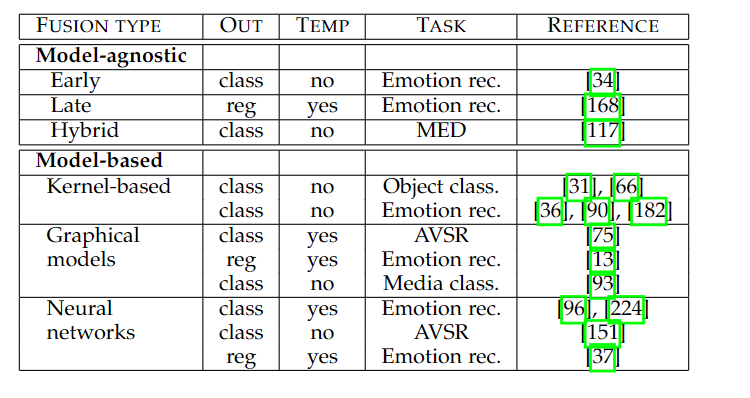 FUSION TYPE OUT TEMP TASK REFERENCE
Model-agnostic
Early class no Emotion rec. [34]
Late reg yes Emotion rec. [168]
Hybrid class no MED [117]
Model-based
Kernel-based class no Object class. [31], [66]
class no Emotion rec. [36], [90], [182]
Graphical class yes AVSR [75]
models reg yes Emotion rec. [13]
class no Media class. [93]
Neural class yes Emotion rec. [96], [224]
networks class no AVSR [151]
reg yes Emotion rec. [37]